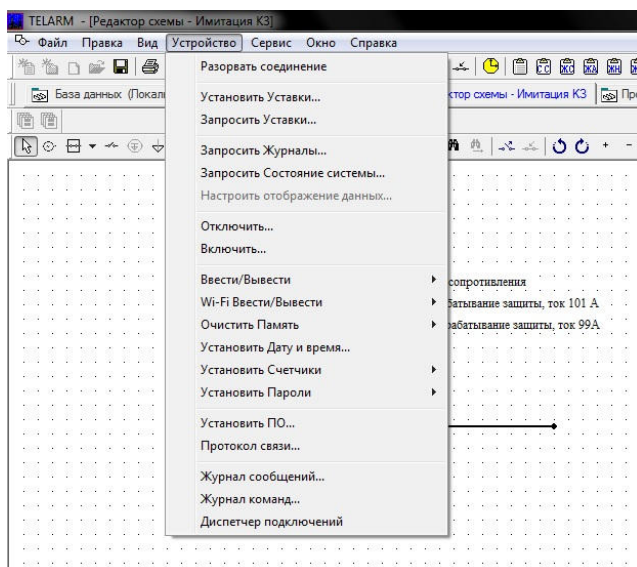 TELARM - [Редактор схемы - Имитация КЗ]
Файл Правка Вид Устройство Сервис Окно Справка
База данных (Локал
ктор схемы - Имитация КЗ
Пр
Разорвать соединение
Установить Уставки...
Запросить Уставки...
Запросить Журналы...
Запросить Состояние системы...
Настроить отображение данных...
Отключить...
Включить...
Ввести/Вывести
Wi-Fi Ввести/Вывести
Очистить Память
Установить Дату и время...
Установить Счетчики
Установить Пароли
Установить ПО...
Протокол связи...
Журнал сообщений...
Журнал команд...
Диспетчер подключений
сопротивления
батывание защиты, ток 101 А
рабатывание защиты, ток 99А